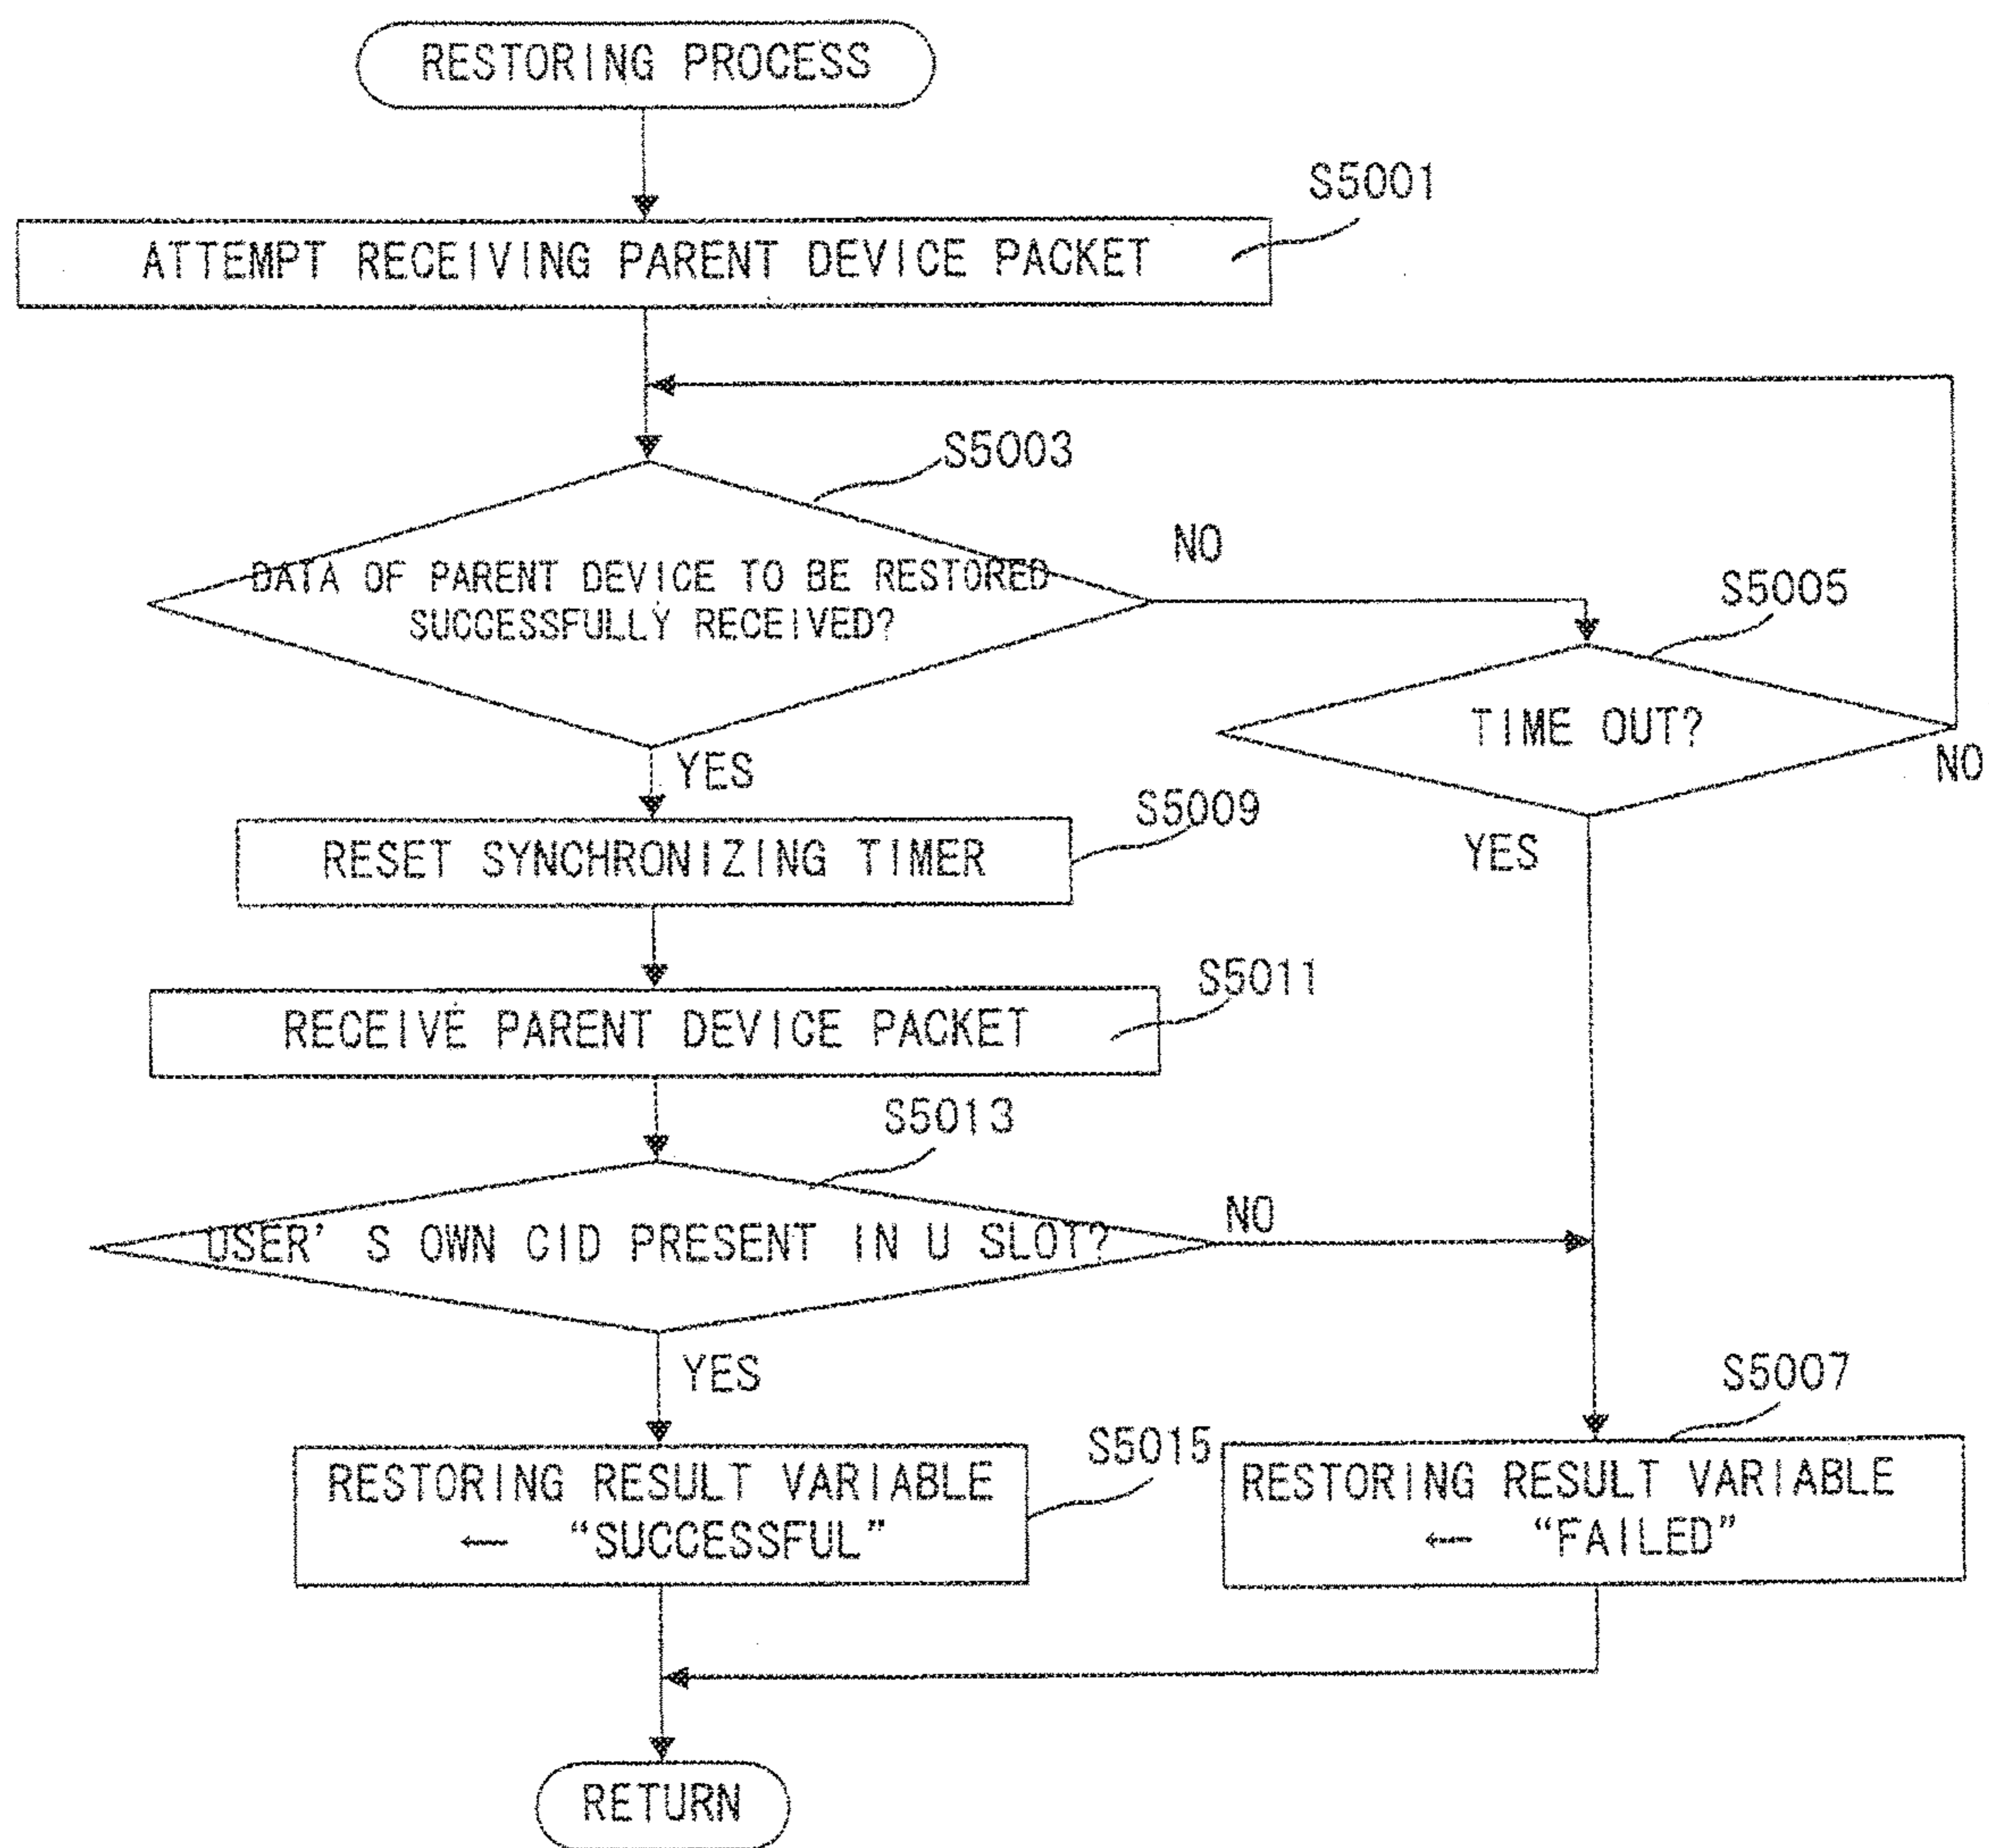 RESTORING PROCESS
S5001
ATTEMPT RECEIVING PARENT DEVICE PACKET
S5003
NO
DATA OF PARENT DEVICE TO BE RESTORED
SUCCESSFULLY RECEIVED?
S5005
TIME OUT?
NO
YES
YES
S5009
RESET SYNCHRONIZING TIMER
S5011
RECEIVE PARENT DEVICE PACKET
S5013
USER'S OWN CID PRESENT IN U SLOT?
NO
YES
S5015
RESTORING RESULT VARIABLE
← “SUCCESSFUL”
S5007
RESTORING RESULT VARIABLE
← “FAILED”
RETURN